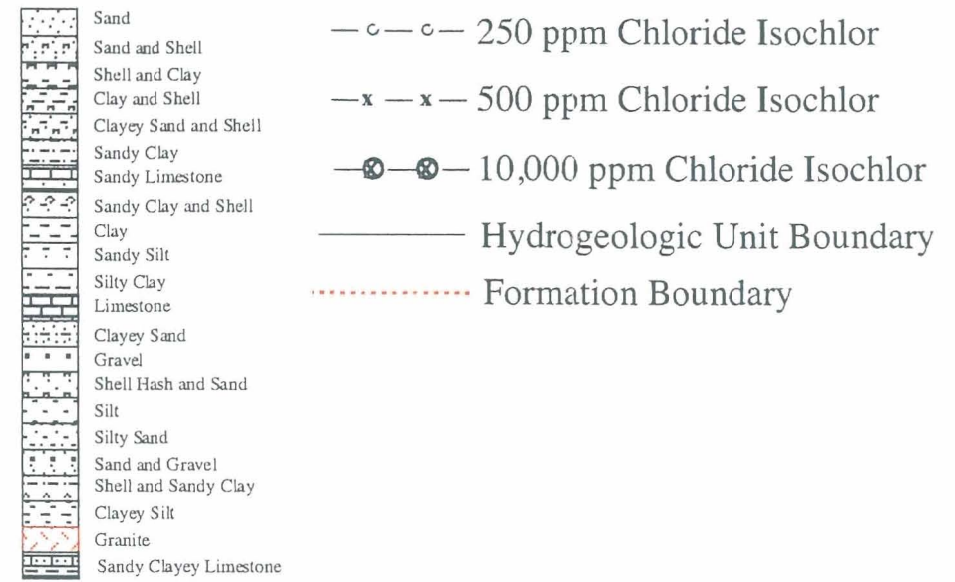 Sand
Sand and Shell
Shell and Clay
Clay and Shell
Clayey Sand and Shell
Sandy Clay
Sandy Limestone
Sandy Clay and Shell
Clay
Sandy Silt
Silty Clay
Limestone
Clayey Sand
Gravel
Shell Hash and Sand
Silt
Silty Sand
Sand and Gravel
Shell and Sandy Clay
Clayey Silt
Granite
Sandy Clayey Limestone
c c 250 ppm Chloride Isochlor
x x 500 ppm Chloride Isochlor
10,000 ppm Chloride Isochlor
Hydrogeologic Unit Boundary
Formation Boundary